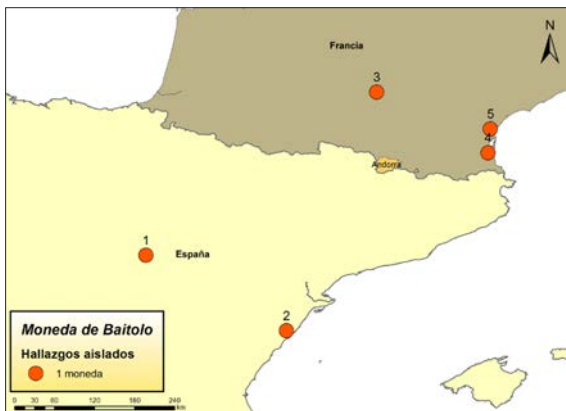 Francia
N
3
5
4
Andorra
1
España
2
Moneda de Baitolo
Hallazgos aislados
1 moneda
0 30 60 120 180 240
Km